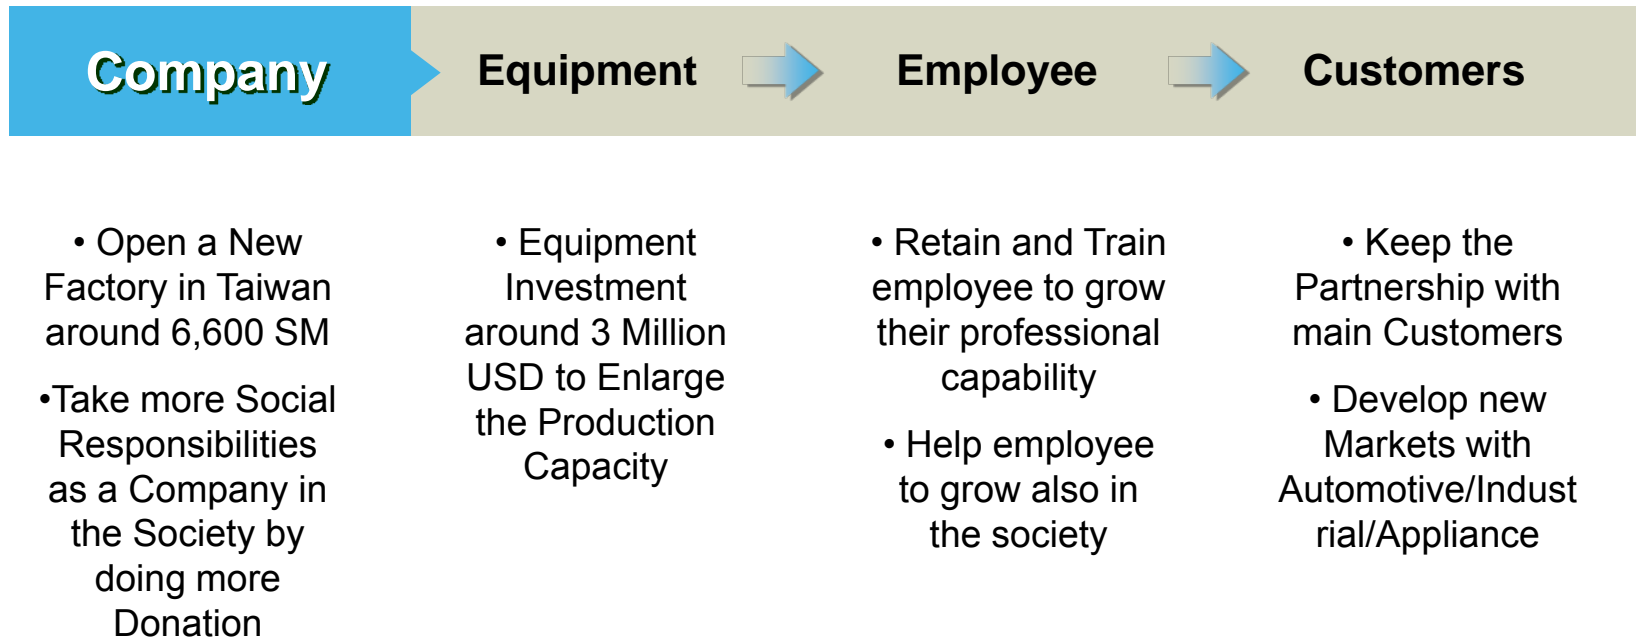 Company
Equipment
Employee
Customers
• Open a New
Factory in Taiwan
around 6,600 SM
•Take more Social
Responsibilities
as a Company in
the Society by
doing more
Donation
• Equipment
Investment
around 3 Million
USD to Enlarge
the Production
Capacity
• Retain and Train
employee to grow
their professional
capability
• Help employee
to grow also in
the society
• Keep the
Partnership with
main Customers
• Develop new
Markets with
Automotive/Indust
rial/Appliance